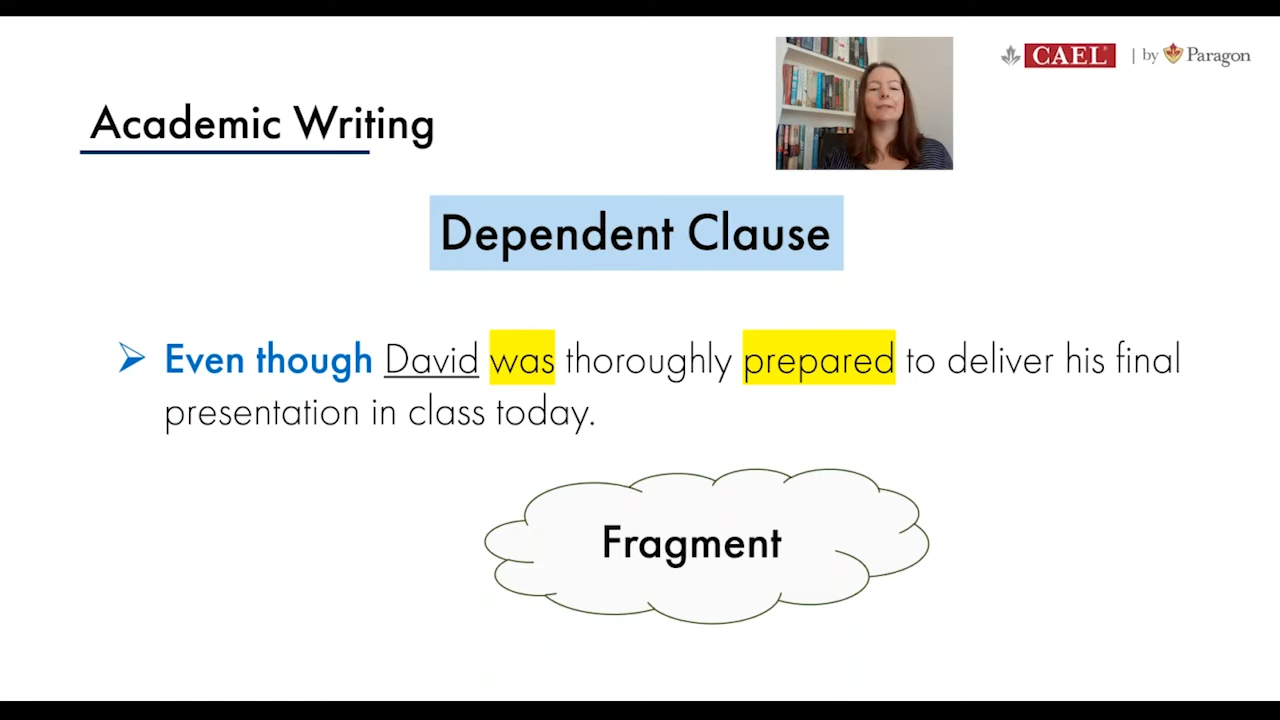 CAEL | by Paragon
Academic Writing
Dependent Clause
➢ Even though David was thoroughly prepared to deliver his final
presentation in class today.
Fragment